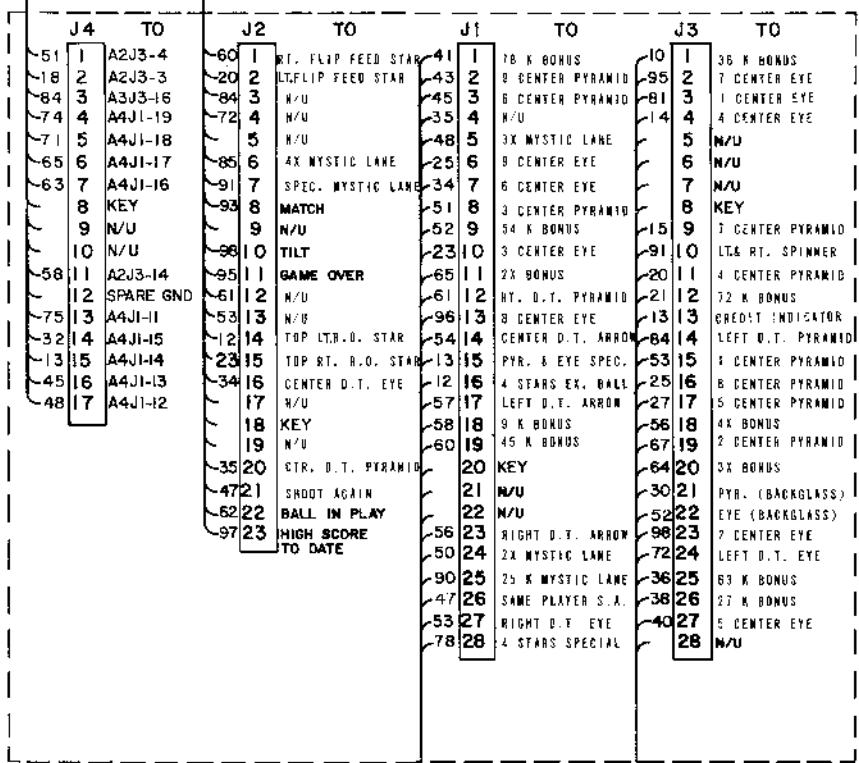 J4 TO
51 1 A2J3-4
18 2 A2J3-3
84 3 A3J3-16
74 4 A4J1-19
71 5 A4J1-18
65 6 A4J1-17
63 7 A4J1-16
8 KEY
9 N/U
10 N/U
58 11 A2J3-14
12 SPARE GND
75 13 A4J1-11
32 14 A4J1-15
13 15 A4J1-14
45 16 A4J1-13
48 17 A4J1-12
J2 TO
60 1 RT. FLIP FEED STAR
20 2 LT.FLIP FEED STAR
84 3 N/U
72 4 N/U
5 N/U
85 6 4X MYSTIC LANE
91 7 SPEC. MYSTIC LANE
93 8 MATCH
9 N/U
98 10 TILT
95 11 GAME OVER
61 12 N/U
53 13 N/U
12 14 TOP LT.R.O. STAR
23 15 TOP RT. R.O. STAR
34 16 CENTER D.T. EYE
17 N/U
18 KEY
19 N/U
35 20 CTR. D.T. PYRAMID
47 21 SHOOT AGAIN
62 22 BALL IN PLAY
97 23 HIGH SCORE
TO DATE
J1 TO
41 1 K BONUS
43 2 CENTER PYRAMID
45 3 6 CENTER PYRAMID
35 4 N/U
48 5 3X MYSTIC LANE
25 6 9 CENTER EYE
34 7 6 CENTER EYE
51 8 3 CENTER PYRAMID
52 9 54 K BONUS
23 10 3 CENTER EYE
65 11 2X BONUS
61 12 RT. D.T. PYRAMID
96 13 8 CENTER EYE
54 14 CENTER D.T. ARROW
13 15 PYR. & EYE SPEC.
12 16 4 STARS EX. BALL
57 17 LEFT D.T. ARROW
58 18 9 K BONUS
60 19 45 K BONUS
20 KEY
21 N/U
22 N/U
56 23 RIGHT D.T. ARROW
50 24 2X MYSTIC LANE
90 25 25 K MYSTIC LANE
47 26 SAME PLAYER S.A.
53 27 RIGHT D.T EYE
78 28 4 STARS SPECIAL
J3 TO
10 1 36 K BONUS
95 2 CENTER EYE
81 3 1 CENTER EYE
14 4 4 CENTER EYE
5 N/U
6 N/U
7 N/U
8 KEY
15 9 7 CENTER PYRAMID
91 10 LT.& RT. SPINNER
20 11 4 CENTER PYRAMID
21 12 72 K BONUS
13 13 CREDIT INDICATOR
84 14 LEFT D.T. PYRAMID
53 15 CENTER PYRAMID
25 16 8 CENTER PYRAMID
27 17 5 CENTER PYRAMID
56 18 4X BONUS
67 19 2 CENTER PYRAMID
64 20 3X BONUS
30 21 PYR. (BACKGLASS)
52 22 EYE (BACKGLASS)
98 23 CENTER EYE
72 24 LEFT D.T. EYE
36 25 63 K BONUS
38 26 27 K BONUS
40 27 5 CENTER EYE
28 N/U